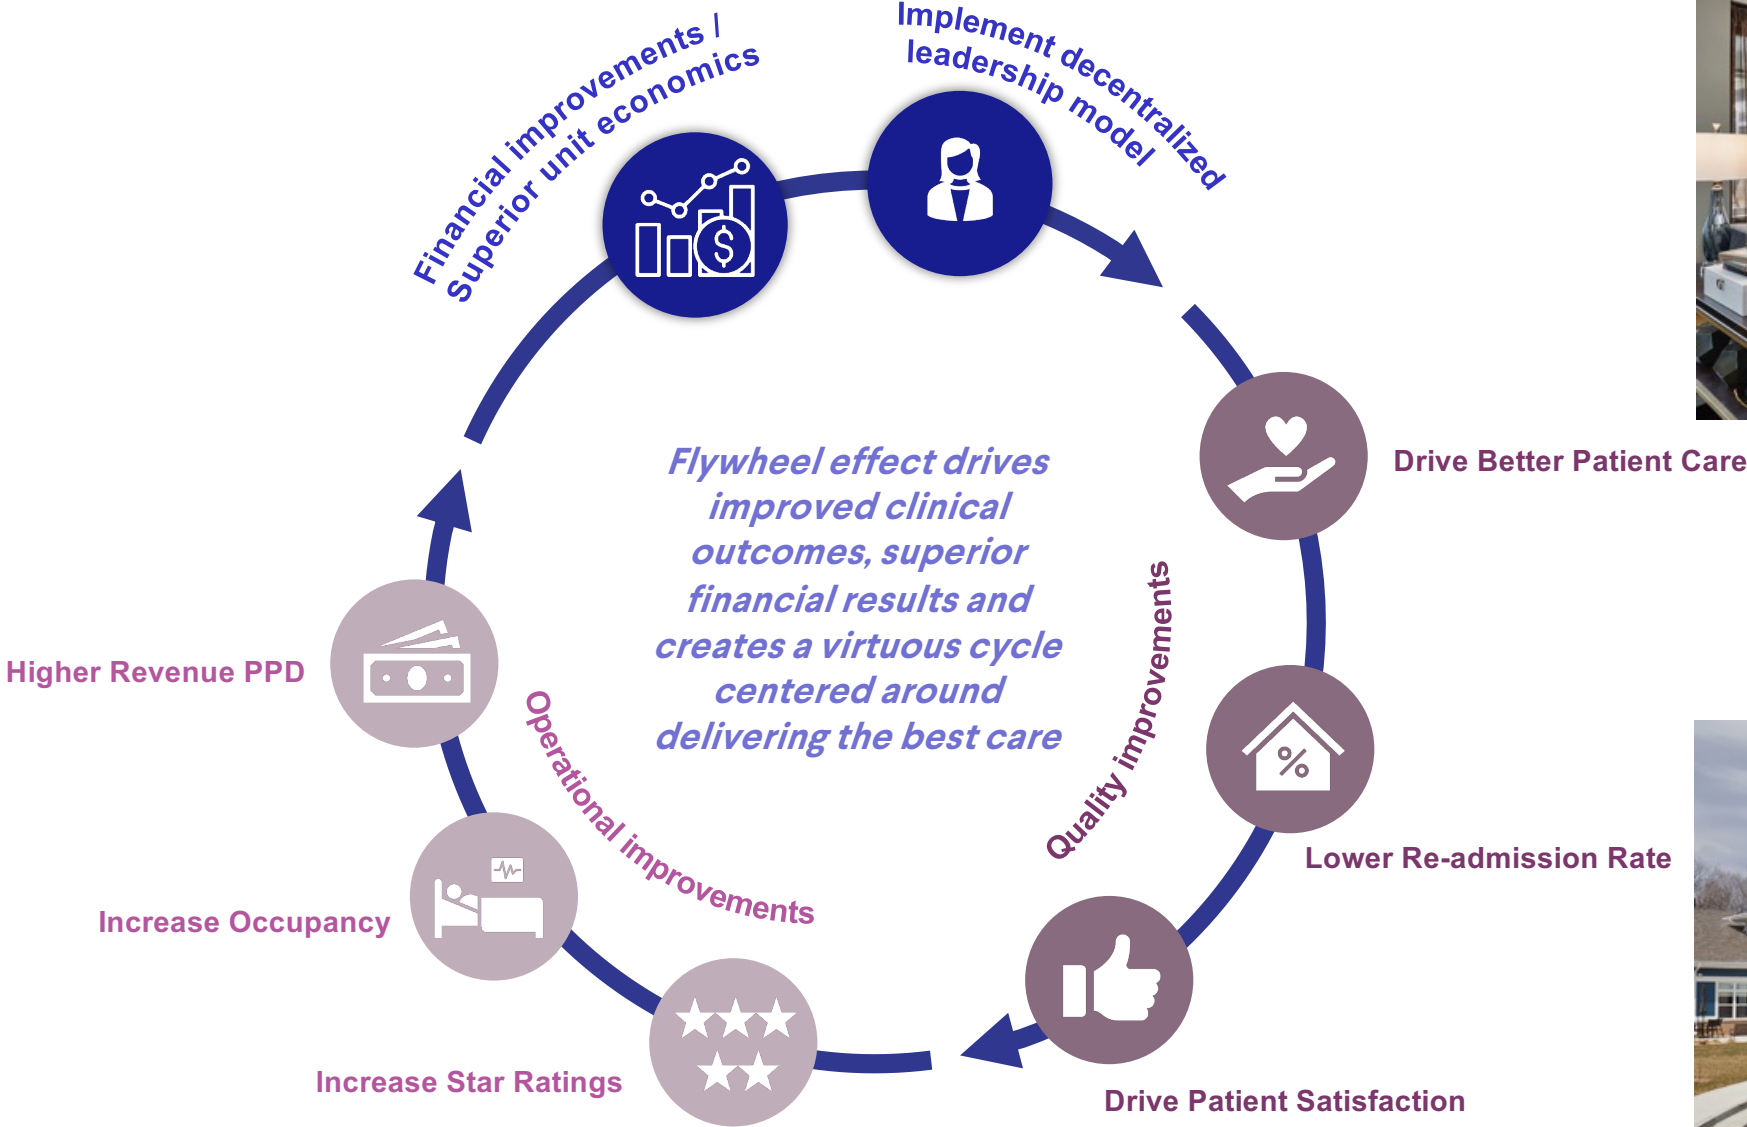 Financial improvements /
Superior unit economics
Implement decentralized
leadership model
Drive Better Patient Care
Flywheel effect drives
improved clinical
outcomes, superior
financial results and
creates a virtuous cycle
centered around
delivering the best care
Quality improvements
Higher Revenue PPD
Operational improvements
%
$
Lower Re-admission Rate
Increase Occupancy
Increase Star Ratings
Drive Patient Satisfaction